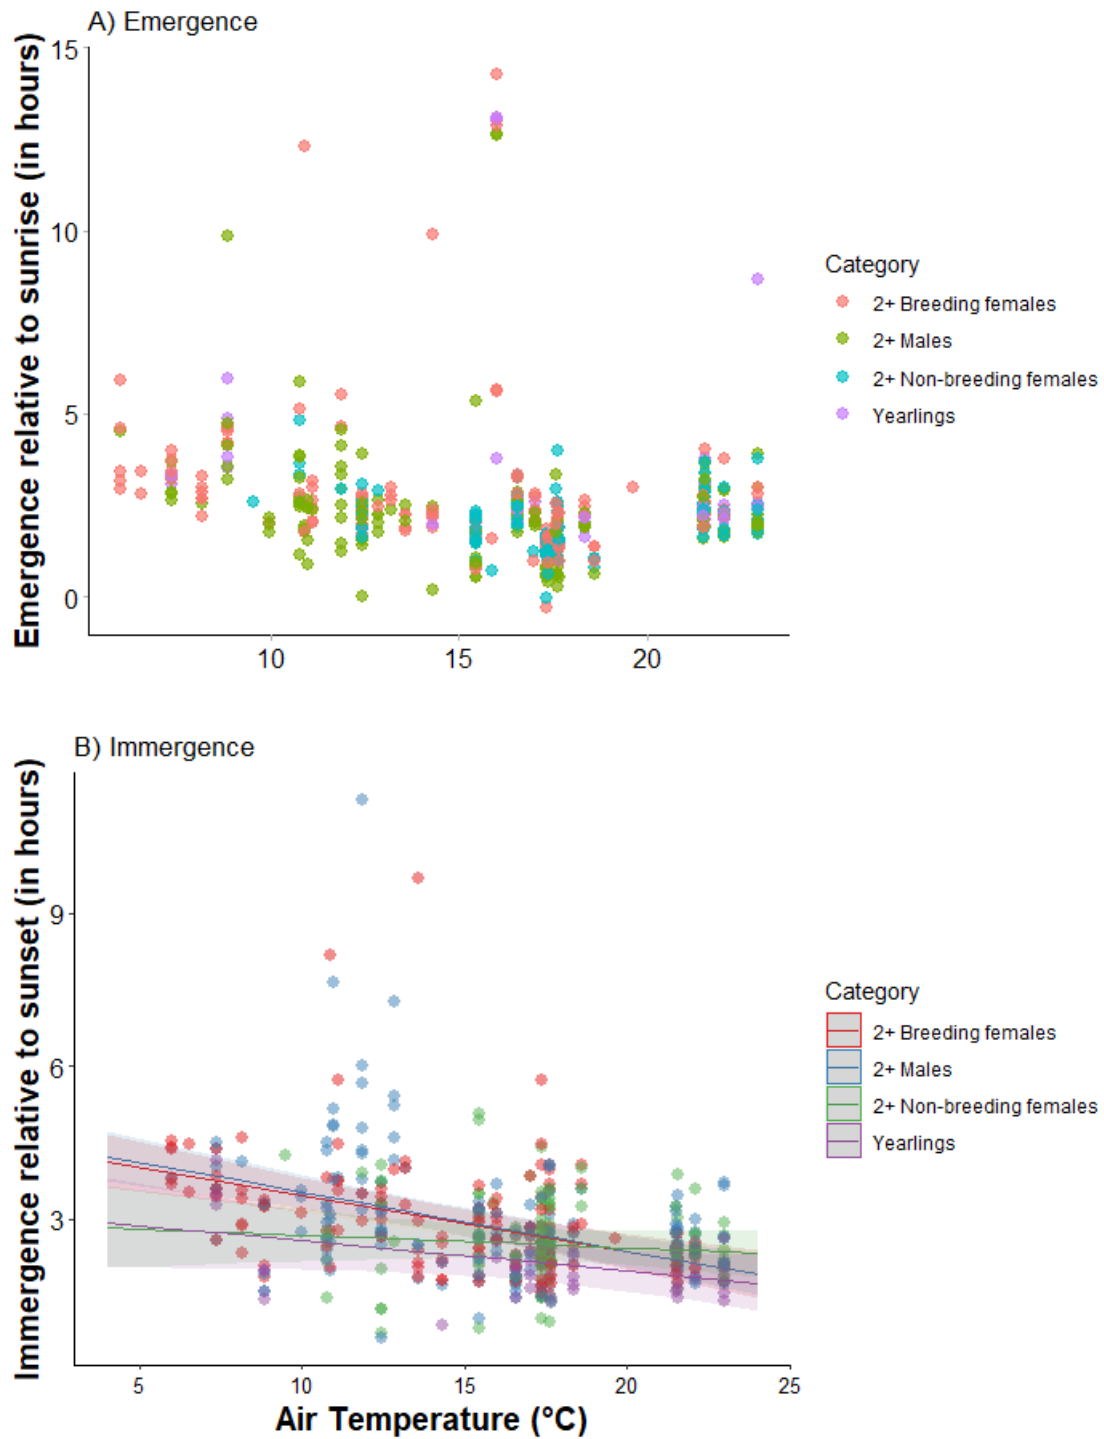 A) Emergence
Emergence relative to sunrise (in hours)
15
10
5
0
10 15 20
Category
2+ Breeding females
2+ Males
2+ Non-breeding females
Yearlings
B) Immergence
Immergence relative to sunset (in hours)
9
6
3
5 10 15 20 25
Air Temperature (°C)
Category
2+ Breeding females
2+ Males
2+ Non-breeding females
Yearlings